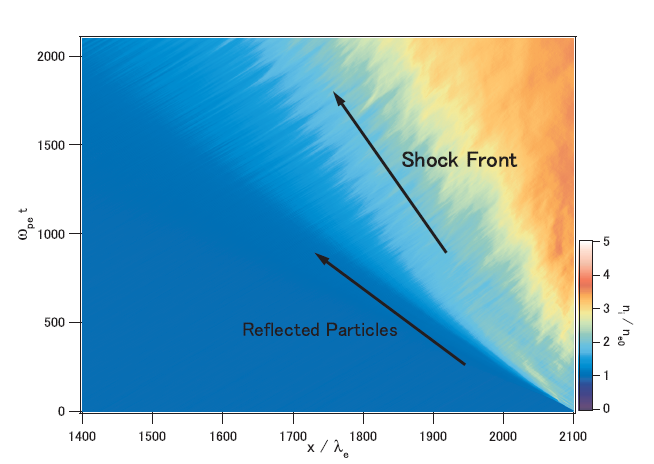 2000
1500
1000
500
0
ω_pe t
Shock Front
Reflected Particles
5
4
3
2
1
0
n_i / n_e0
1400 1500 1600 1700 1800 1900 2000 2100
x / λ_e